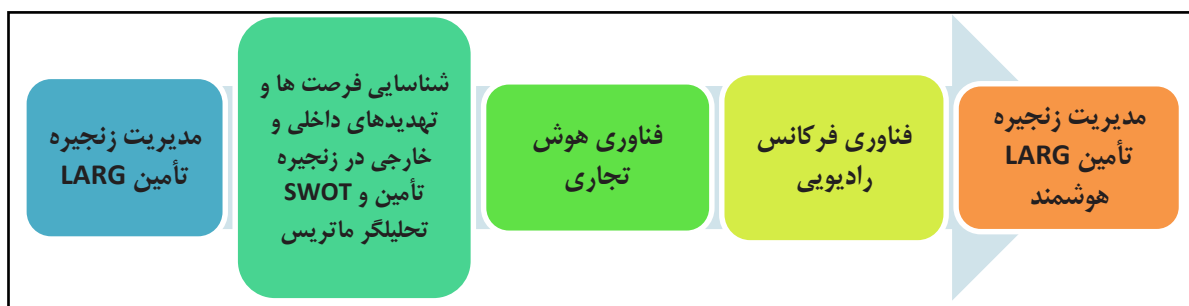 مدیریت زنجیره
تأمین LARG
شناسایی فرصت ها و
تهدیدهای داخلی و
خارجی در زنجیره
تأمین و SWOT
تحلیلگر ماتریس
فناوری هوش
تجاری
فناوری فرکانس
رادیویی
مدیریت زنجیره
تأمین LARG
هوشمند